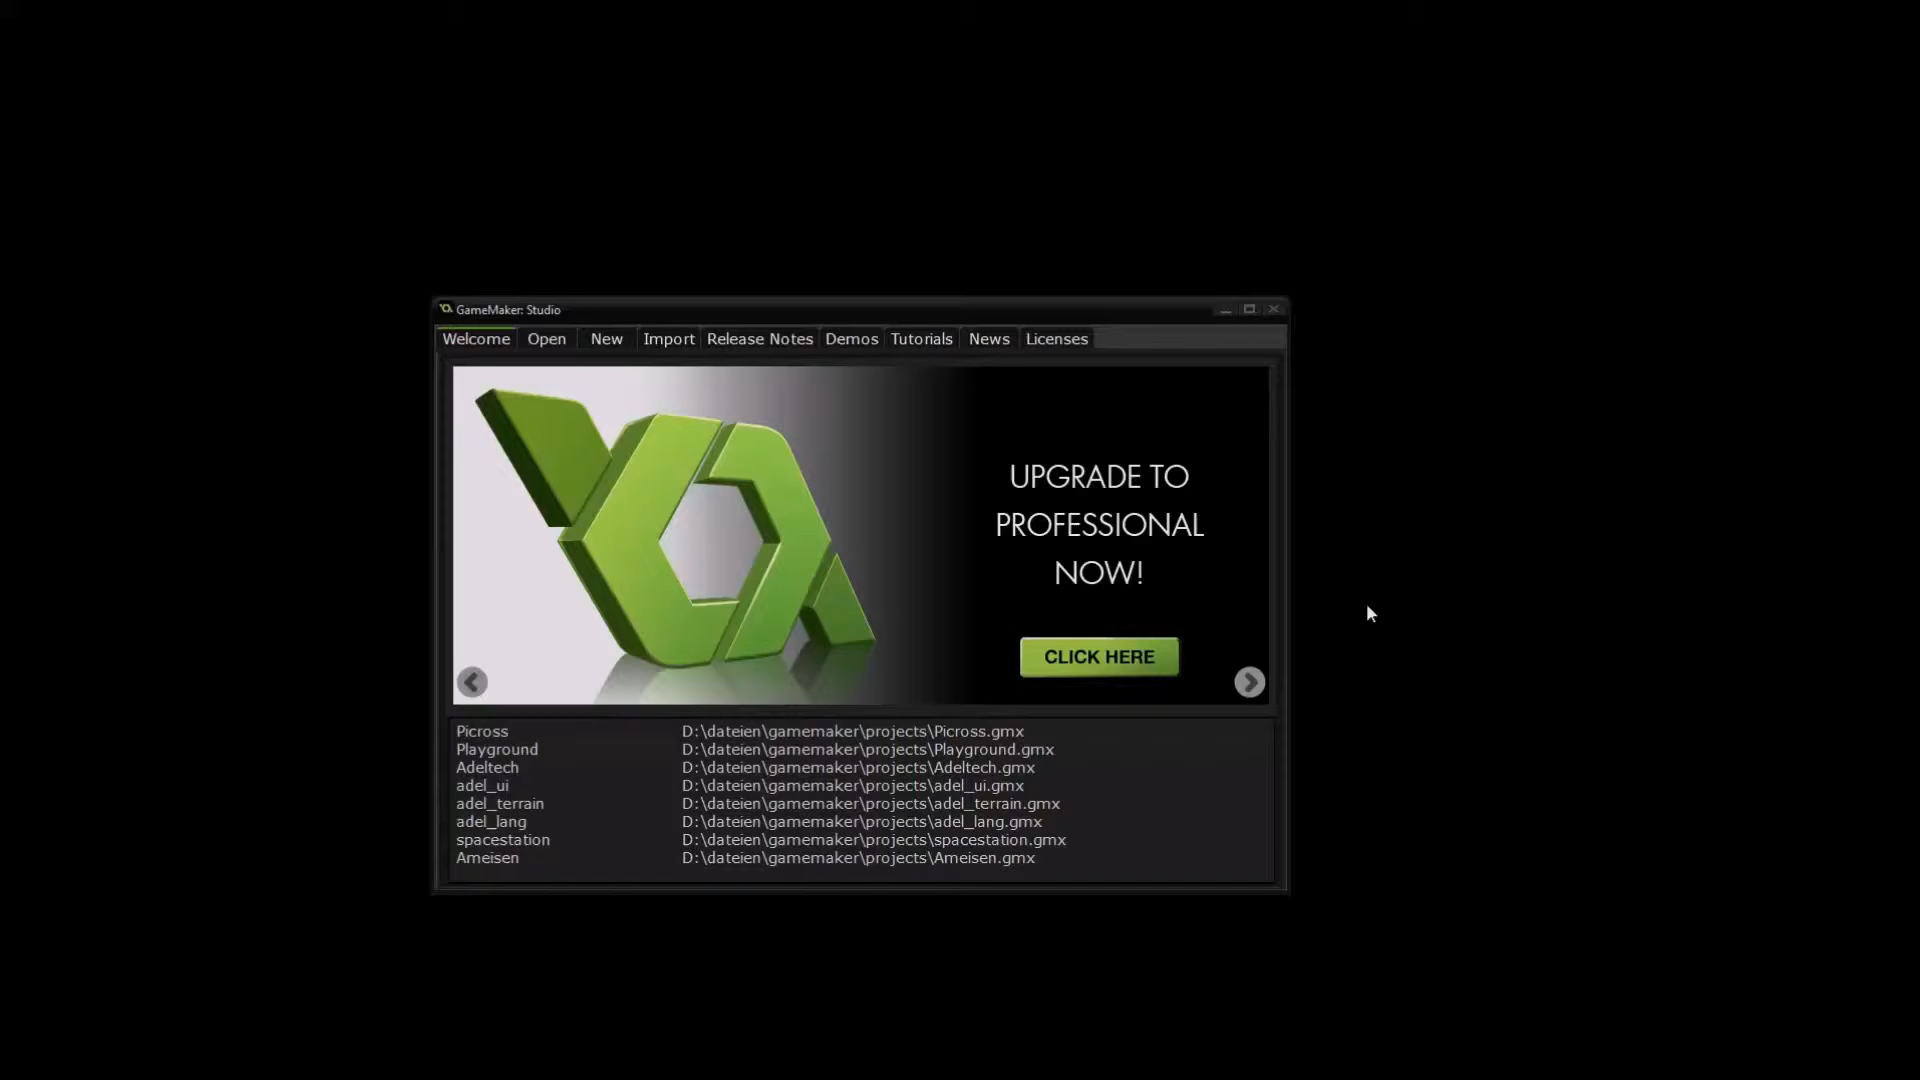 GameMaker: Studio
Welcome Open New Import Release Notes Demos Tutorials News Licenses
UPGRADE TO
PROFESSIONAL
NOW!
CLICK HERE
Picross D:\dateien\gamemaker\projects\Picross.gmx
Playground D:\dateien\gamemaker\projects\Playground.gmx
Adeltech D:\dateien\gamemaker\projects\Adeltech.gmx
adel_ui D:\dateien\gamemaker\projects\adel_ui.gmx
adel_terrain D:\dateien\gamemaker\projects\adel_terrain.gmx
adel_lang D:\dateien\gamemaker\projects\adel_lang.gmx
spacestation D:\dateien\gamemaker\projects\spacestation.gmx
Ameisen D:\dateien\gamemaker\projects\Ameisen.gmx